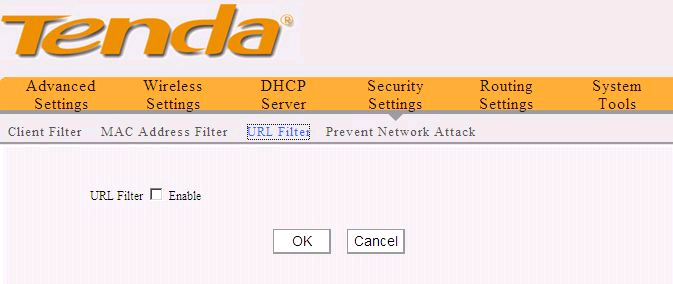 Tenda®
Advanced Settings
Wireless Settings
DHCP Server
Security Settings
Routing Settings
System Tools
Client Filter MAC Address Filter URL Filter Prevent Network Attack
URL Filter Enable
OK Cancel